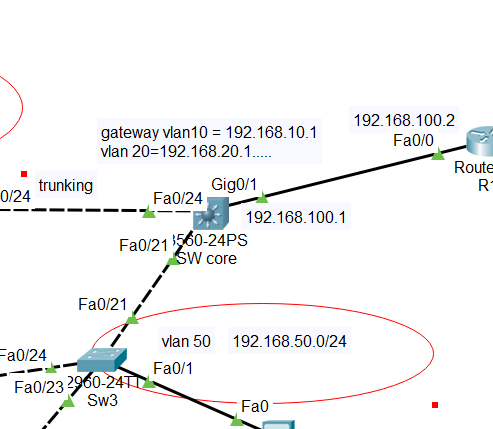 192.168.100.2
gateway vlan10 = 192.168.10.1
vlan 20=192.168.20.1.....
Fa0/0
Route
R1
trunking
Gig0/1
0/24
Fa0/24
192.168.100.1
Fa0/21
3560-24PS
SW core
Fa0/21
vlan 50
192.168.50.0/24
Fa0/24
Fa0/1
Fa0/23
2960-24TT
Sw3
Fa0